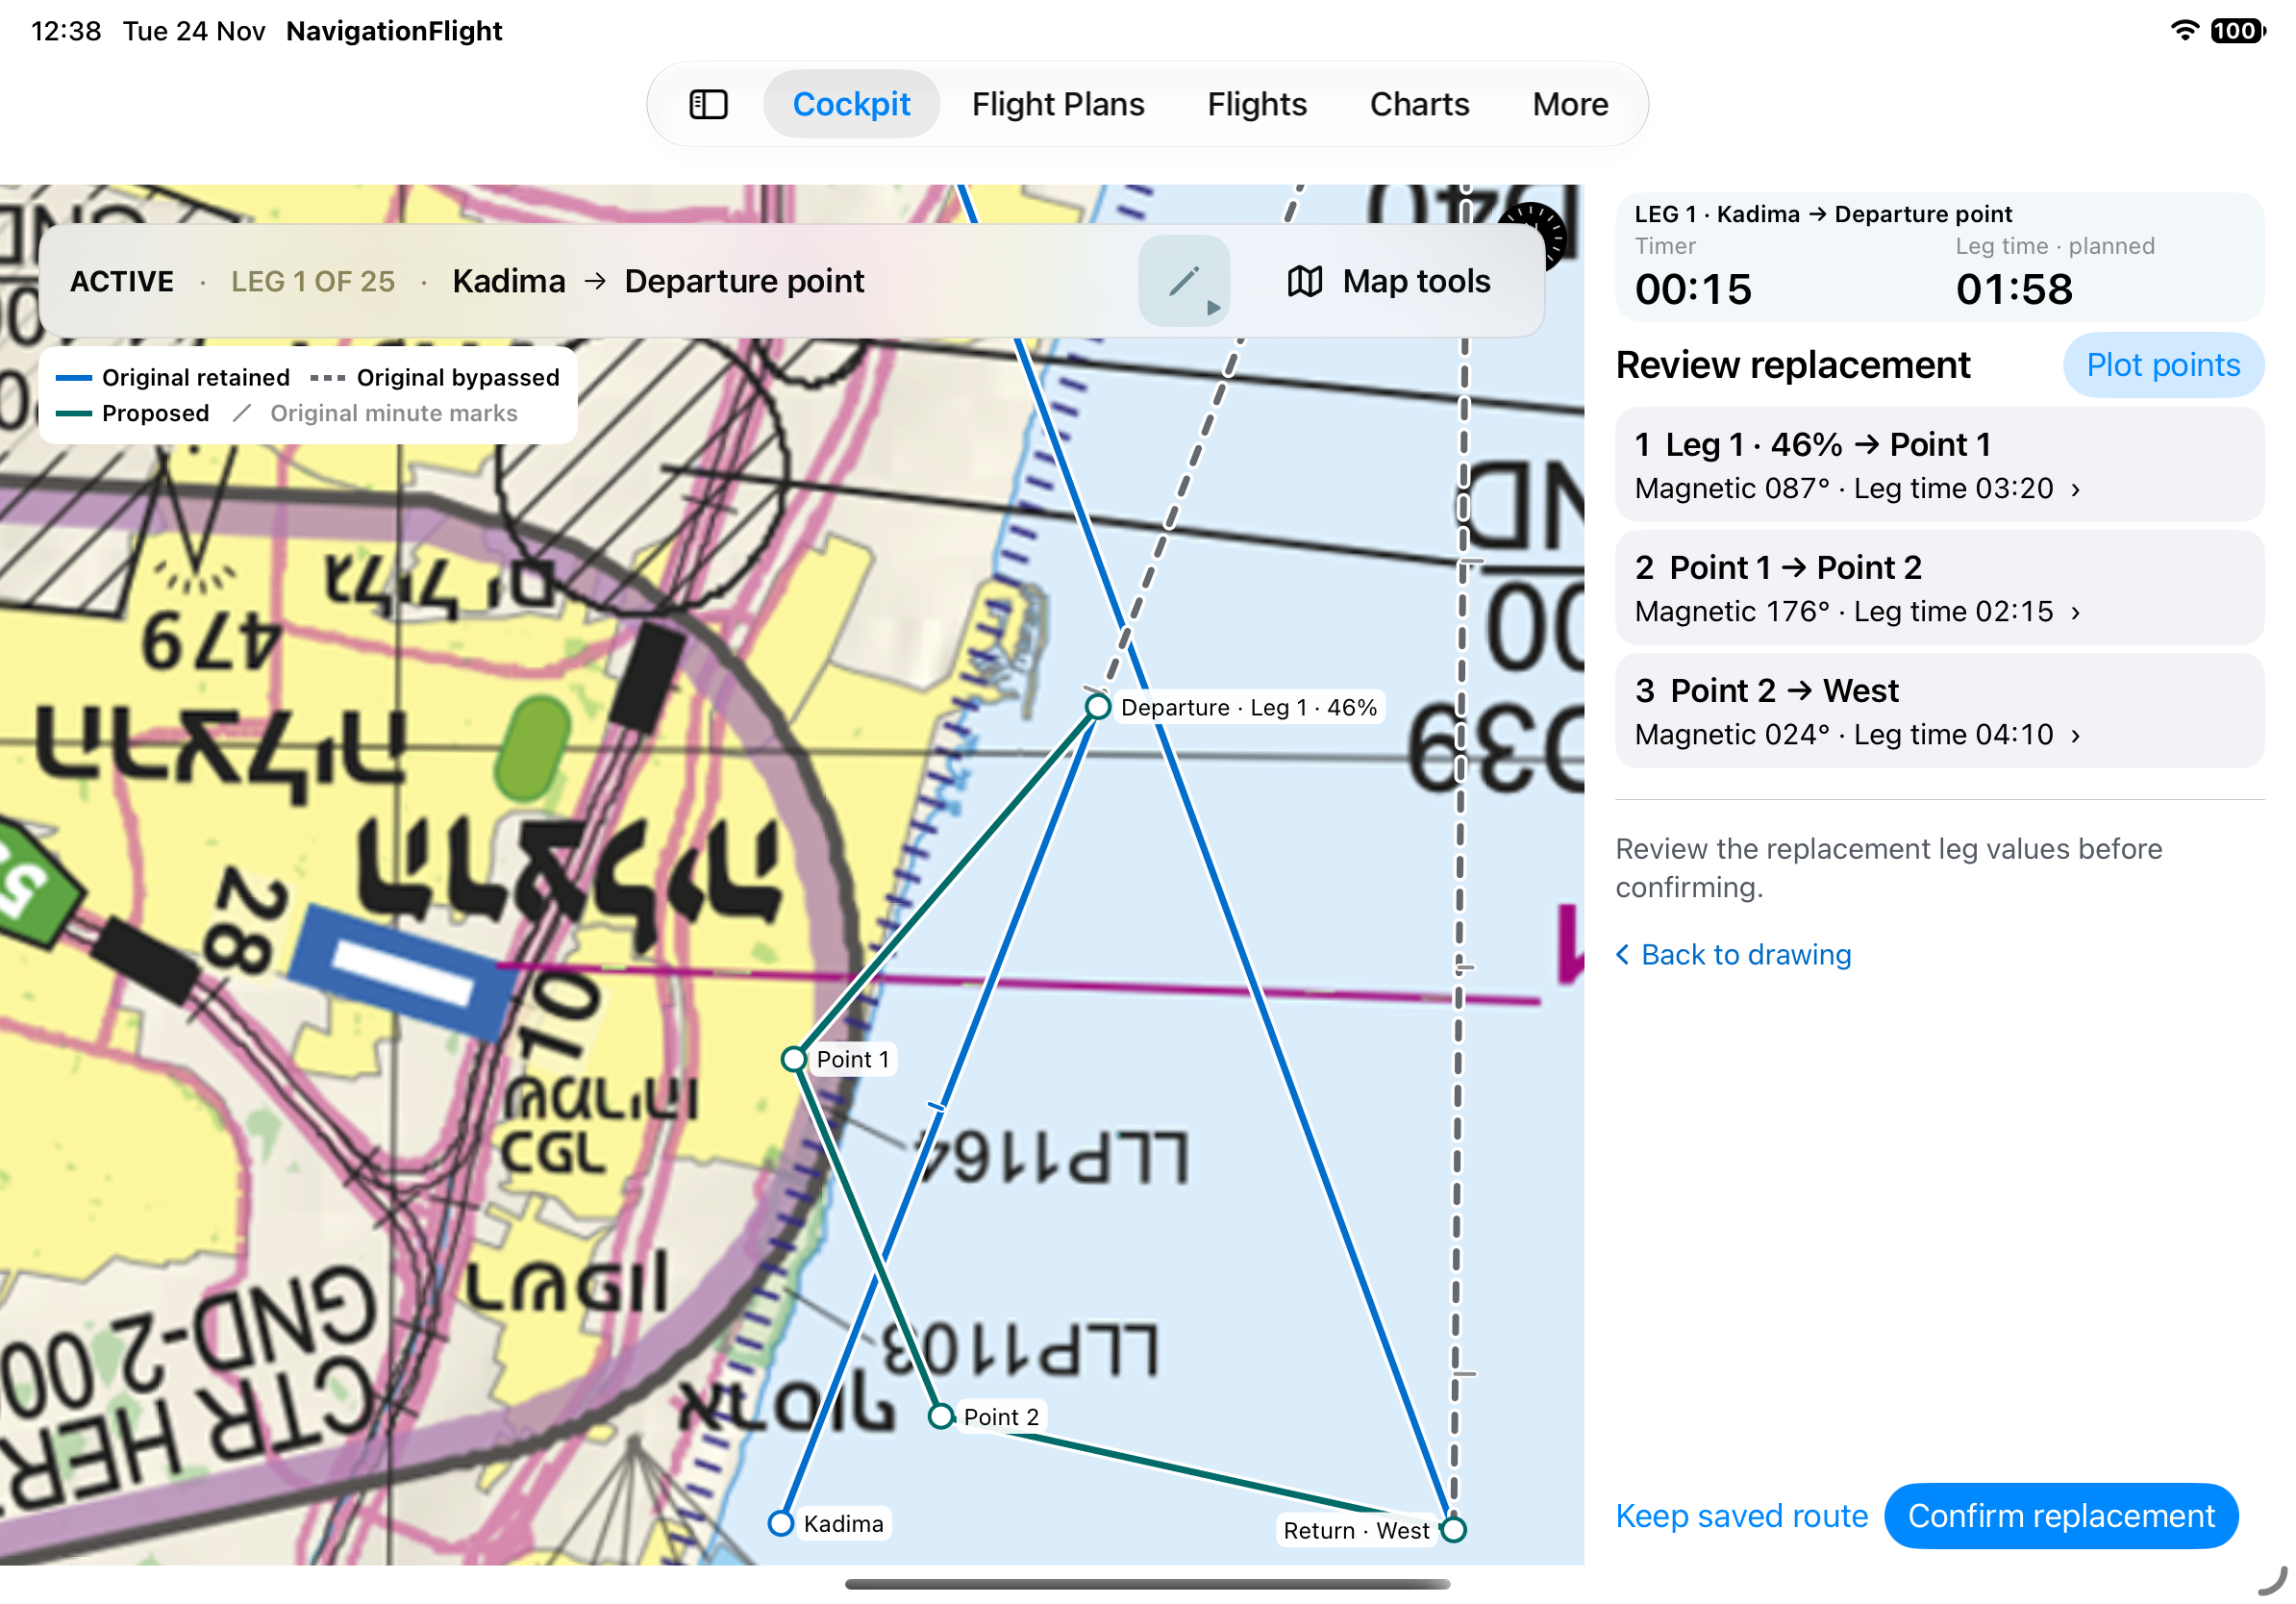 12:38 Tue 24 Nov NavigationFlight
100
Cockpit Flight Plans Flights Charts More
ACTIVE · LEG 1 OF 25 · Kadima → Departure point
Map tools
Original retained Original bypassed
Proposed Original minute marks
479
הרצליה
הרצליה
28
10
CGL
LLP1164
LLP1103
GND-2 00
CTR HER
D39
Departure · Leg 1 · 46%
Point 1
Point 2
Kadima
Return · West
LEG 1 · Kadima → Departure point
Timer Leg time · planned
00:15 01:58
Review replacement Plot points
1 Leg 1 · 46% → Point 1
Magnetic 087° · Leg time 03:20 ›
2 Point 1 → Point 2
Magnetic 176° · Leg time 02:15 ›
3 Point 2 → West
Magnetic 024° · Leg time 04:10 ›
Review the replacement leg values before
confirming.
Back to drawing
Keep saved route Confirm replacement